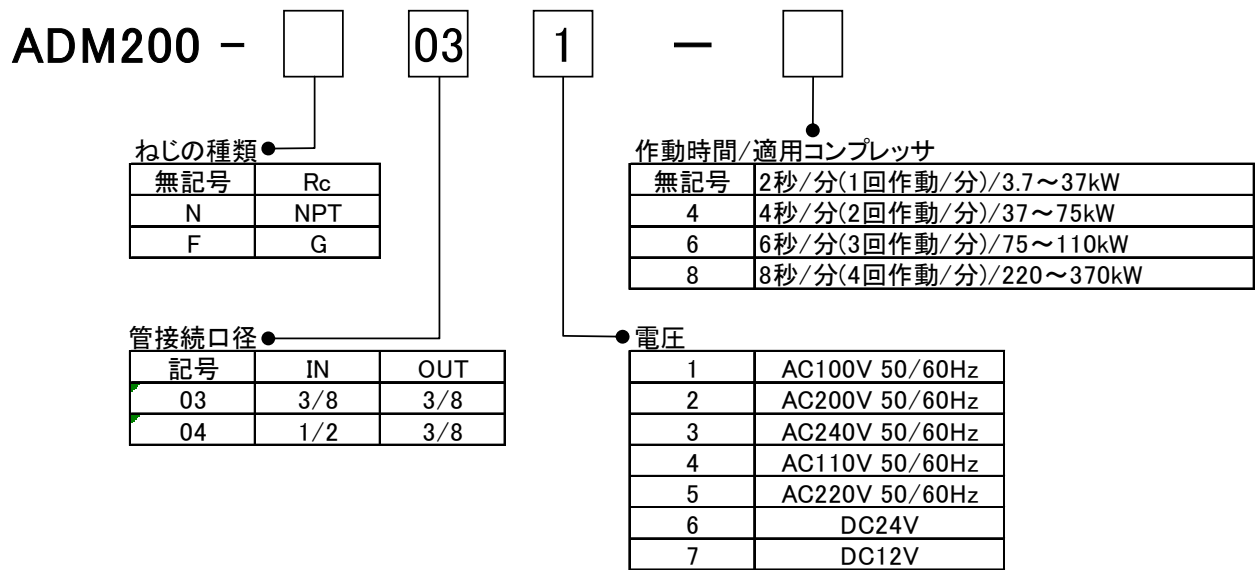 ADM200 - 03 1 －
ねじの種類
無記号 Rc
N NPT
F G
管接続口径
記号 IN OUT
03 3/8 3/8
04 1/2 3/8
作動時間/適用コンプレッサ
無記号 2秒/分(1回作動/分)/3.7～37kW
4 4秒/分(2回作動/分)/37～75kW
6 6秒/分(3回作動/分)/75～110kW
8 8秒/分(4回作動/分)/220～370kW
電圧
1 AC100V 50/60Hz
2 AC200V 50/60Hz
3 AC240V 50/60Hz
4 AC110V 50/60Hz
5 AC220V 50/60Hz
6 DC24V
7 DC12V